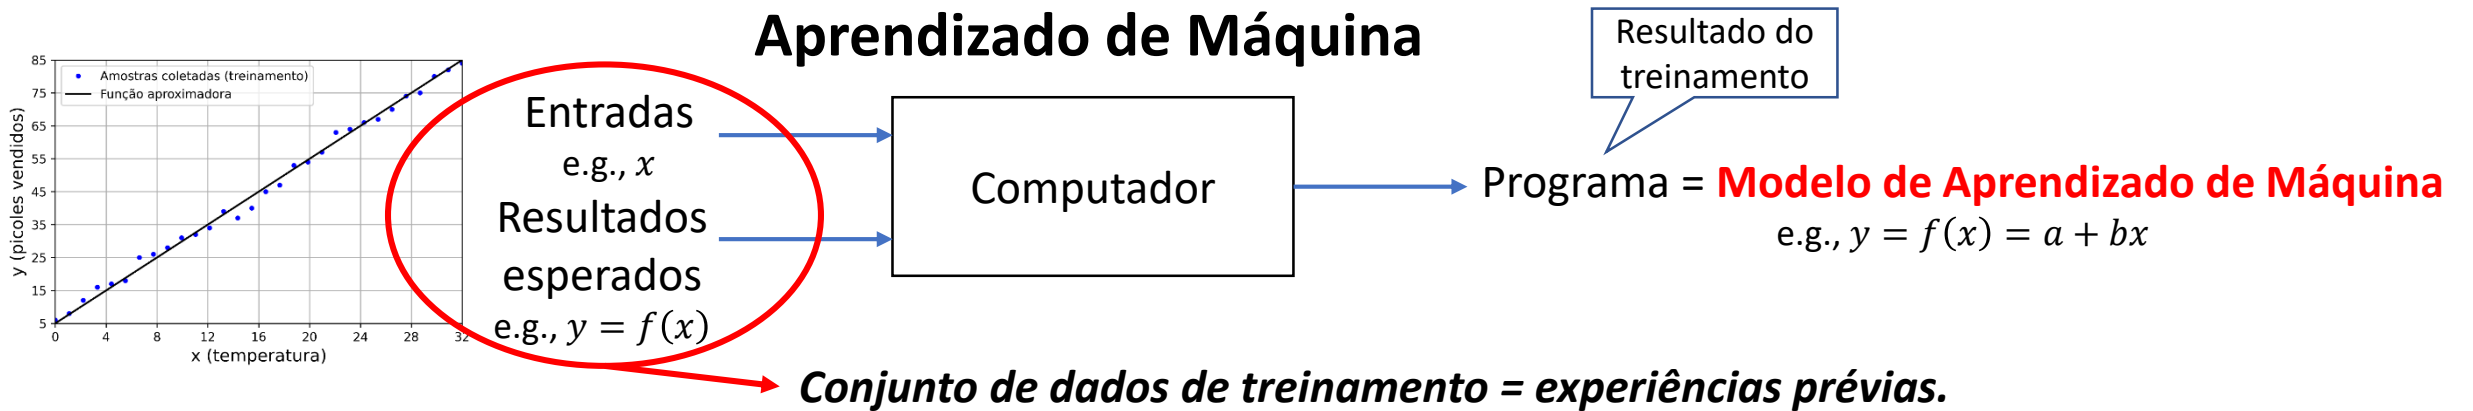 Aprendizado de Máquina
Resultado do
treinamento
85
75
65
55
45
35
25
15
5
y (picoles vendidos)
Amostras coletadas (treinamento)
Função aproximadora
0 4 8 12 16 20 24 28 32
x (temperatura)
Entradas
e.g., x
Resultados
esperados
e.g., y = f(x)
Computador
Programa = Modelo de Aprendizado de Máquina
e.g., y = f(x) = a + bx
Conjunto de dados de treinamento = experiências prévias.